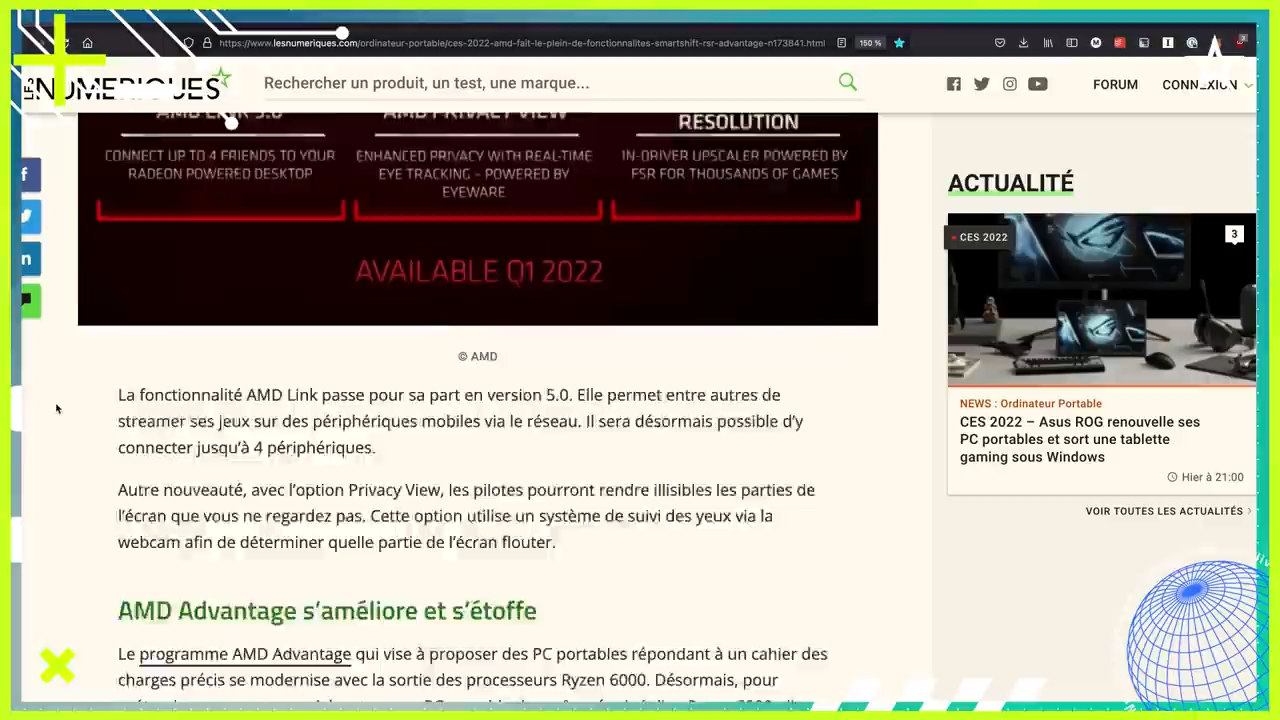 https://www.lesnumeriques.com/ordinateur-portable/ces-2022-amd-fait-le-plein-de-fonctionnalites-smartshift-rsr-advantage-n173841.html
150 %
LES NUMERIQUES
Rechercher un produit, un test, une marque...
FORUM
CONNEXION
AMD LINK 5.0
AMD PRIVACY VIEW
RESOLUTION
CONNECT UP TO 4 FRIENDS TO YOUR
RADEON POWERED DESKTOP
ENHANCED PRIVACY WITH REAL-TIME
EYE TRACKING - POWERED BY
EYEWARE
IN-DRIVER UPSCALER POWERED BY
FSR FOR THOUSANDS OF GAMES
AVAILABLE Q1 2022
© AMD
La fonctionnalité AMD Link passe pour sa part en version 5.0. Elle permet entre autres de
streamer ses jeux sur des périphériques mobiles via le réseau. Il sera désormais possible d’y
connecter jusqu’à 4 périphériques.
Autre nouveauté, avec l’option Privacy View, les pilotes pourront rendre illisibles les parties de
l’écran que vous ne regardez pas. Cette option utilise un système de suivi des yeux via la
webcam afin de déterminer quelle partie de l’écran flouter.
AMD Advantage s’améliore et s’étoffe
Le programme AMD Advantage qui vise à proposer des PC portables répondant à un cahier des
charges précis se modernise avec la sortie des processeurs Ryzen 6000. Désormais, pour
ACTUALITÉ
CES 2022
3
NEWS : Ordinateur Portable
CES 2022 – Asus ROG renouvelle ses
PC portables et sort une tablette
gaming sous Windows
Hier à 21:00
VOIR TOUTES LES ACTUALITÉS